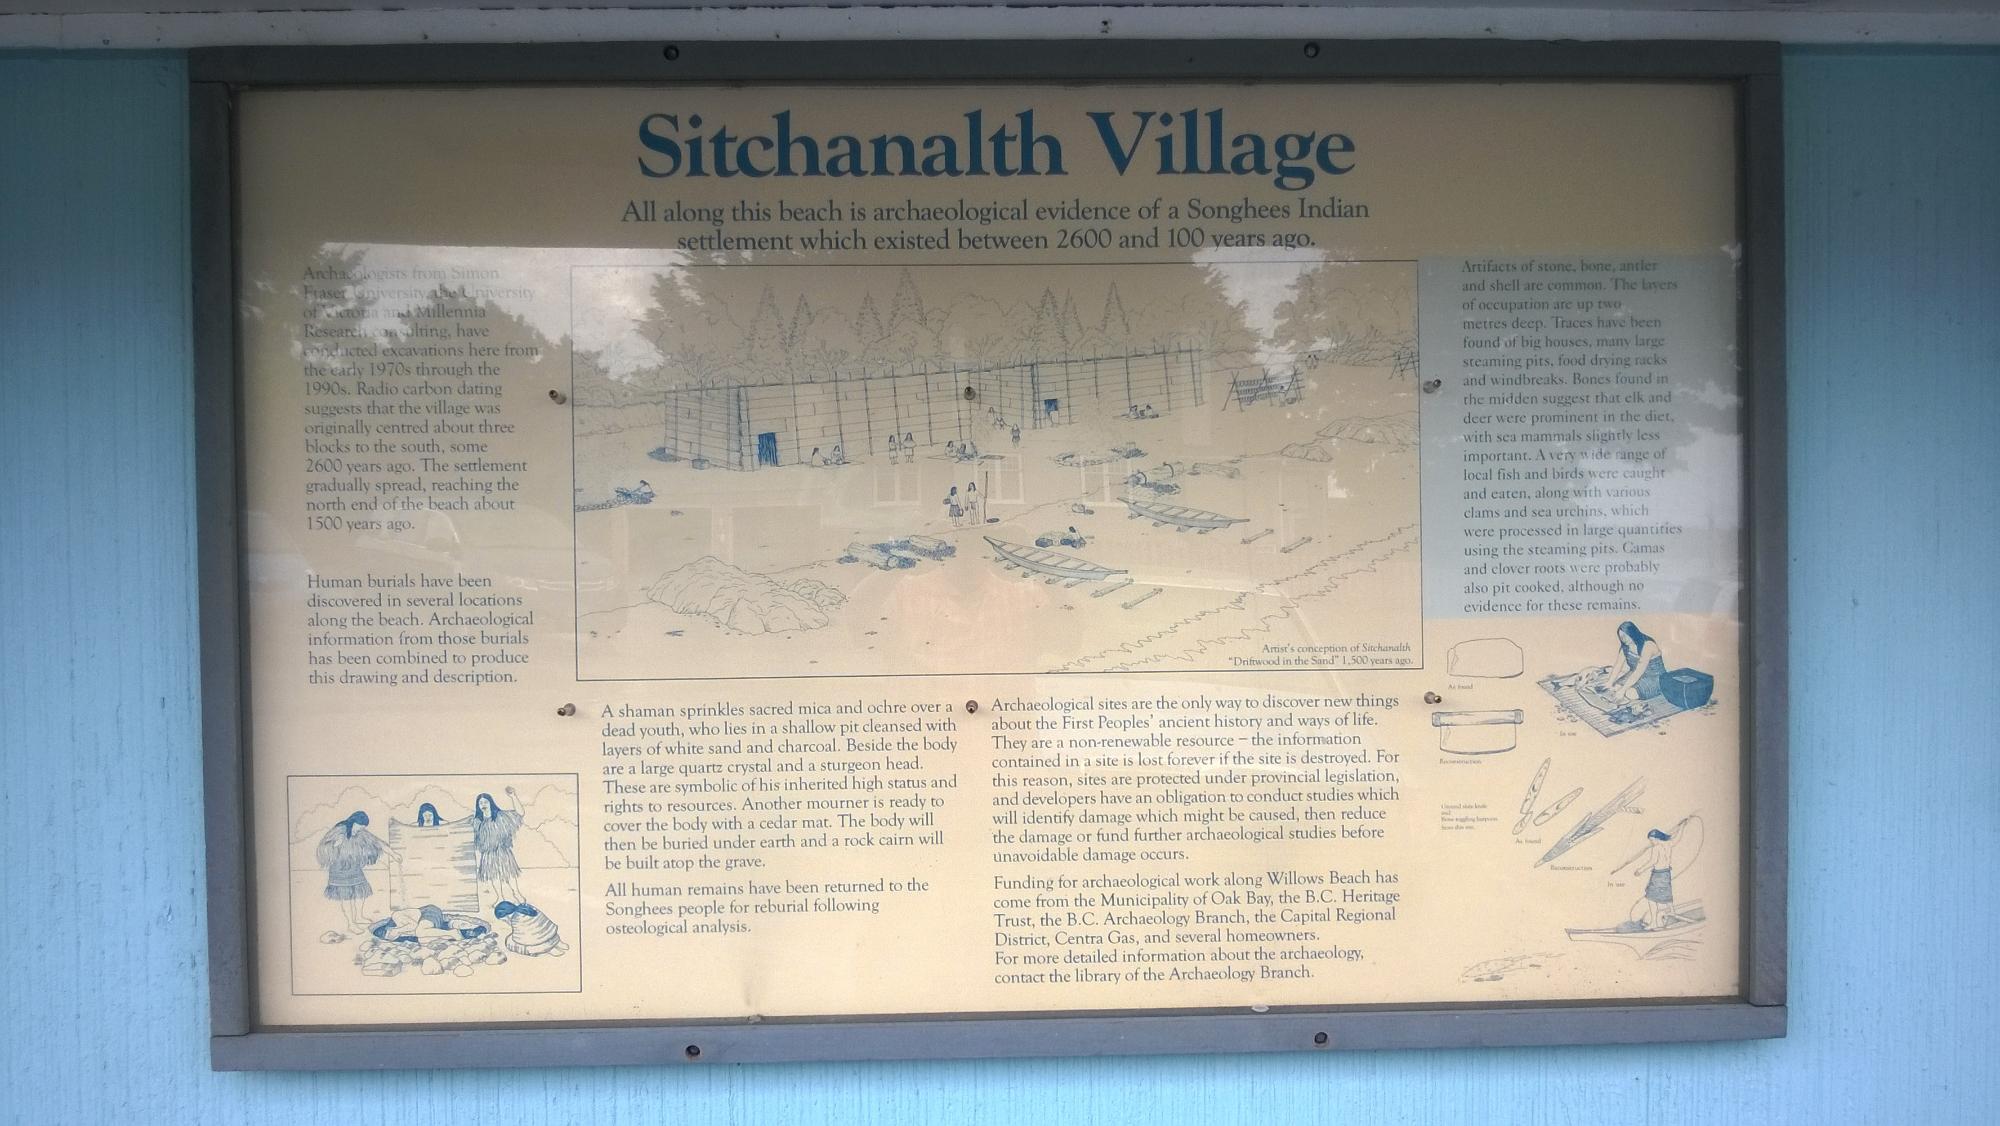 Sitchanalth Village
All along this beach is archaeological evidence of a Songhees Indian
settlement which existed between 2600 and 100 years ago.
Archaeologists from Simon
Fraser University, the University
of Victoria and Millennia
Research consulting, have
conducted excavations here from
the early 1970s through the
1990s. Radio carbon dating
suggests that the village was
originally centred about three
blocks to the south, some
2600 years ago. The settlement
gradually spread, reaching the
north end of the beach about
1500 years ago.
Human burials have been
discovered in several locations
along the beach. Archaeological
information from those burials
has been combined to produce
this drawing and description.
Artist's conception of Sitchanalth
"Driftwood in the Sand" 1,500 years ago.
A shaman sprinkles sacred mica and ochre over a
dead youth, who lies in a shallow pit cleansed with
layers of white sand and charcoal. Beside the body
are a large quartz crystal and a sturgeon head.
These are symbolic of his inherited high status and
rights to resources. Another mourner is ready to
cover the body with a cedar mat. The body will
then be buried under earth and a rock cairn will
be built atop the grave.
All human remains have been returned to the
Songhees people for reburial following
osteological analysis.
Archaeological sites are the only way to discover new things
about the First Peoples' ancient history and ways of life.
They are a non-renewable resource – the information
contained in a site is lost forever if the site is destroyed. For
this reason, sites are protected under provincial legislation,
and developers have an obligation to conduct studies which
will identify damage which might be caused, then reduce
the damage or fund further archaeological studies before
unavoidable damage occurs.
Funding for archaeological work along Willows Beach has
come from the Municipality of Oak Bay, the B.C. Heritage
Trust, the B.C. Archaeology Branch, the Capital Regional
District, Centra Gas, and several homeowners.
For more detailed information about the archaeology,
contact the library of the Archaeology Branch.
Artifacts of stone, bone, antler
and shell are common. The layers
of occupation are up two
metres deep. Traces have been
found of big houses, many large
steaming pits, food drying racks
and windbreaks. Bones found in
the midden suggest that elk and
deer were prominent in the diet,
with sea mammals slightly less
important. A very wide range of
local fish and birds were caught
and eaten, along with various
clams and sea urchins, which
were processed in large quantities
using the steaming pits. Camas
and clover roots were probably
also pit cooked, although no
evidence for these remains.
As found
In use
Reconstruction
Ground slate knife
and
Bone toggling harpoon
from this site.
As found
Reconstruction
In use